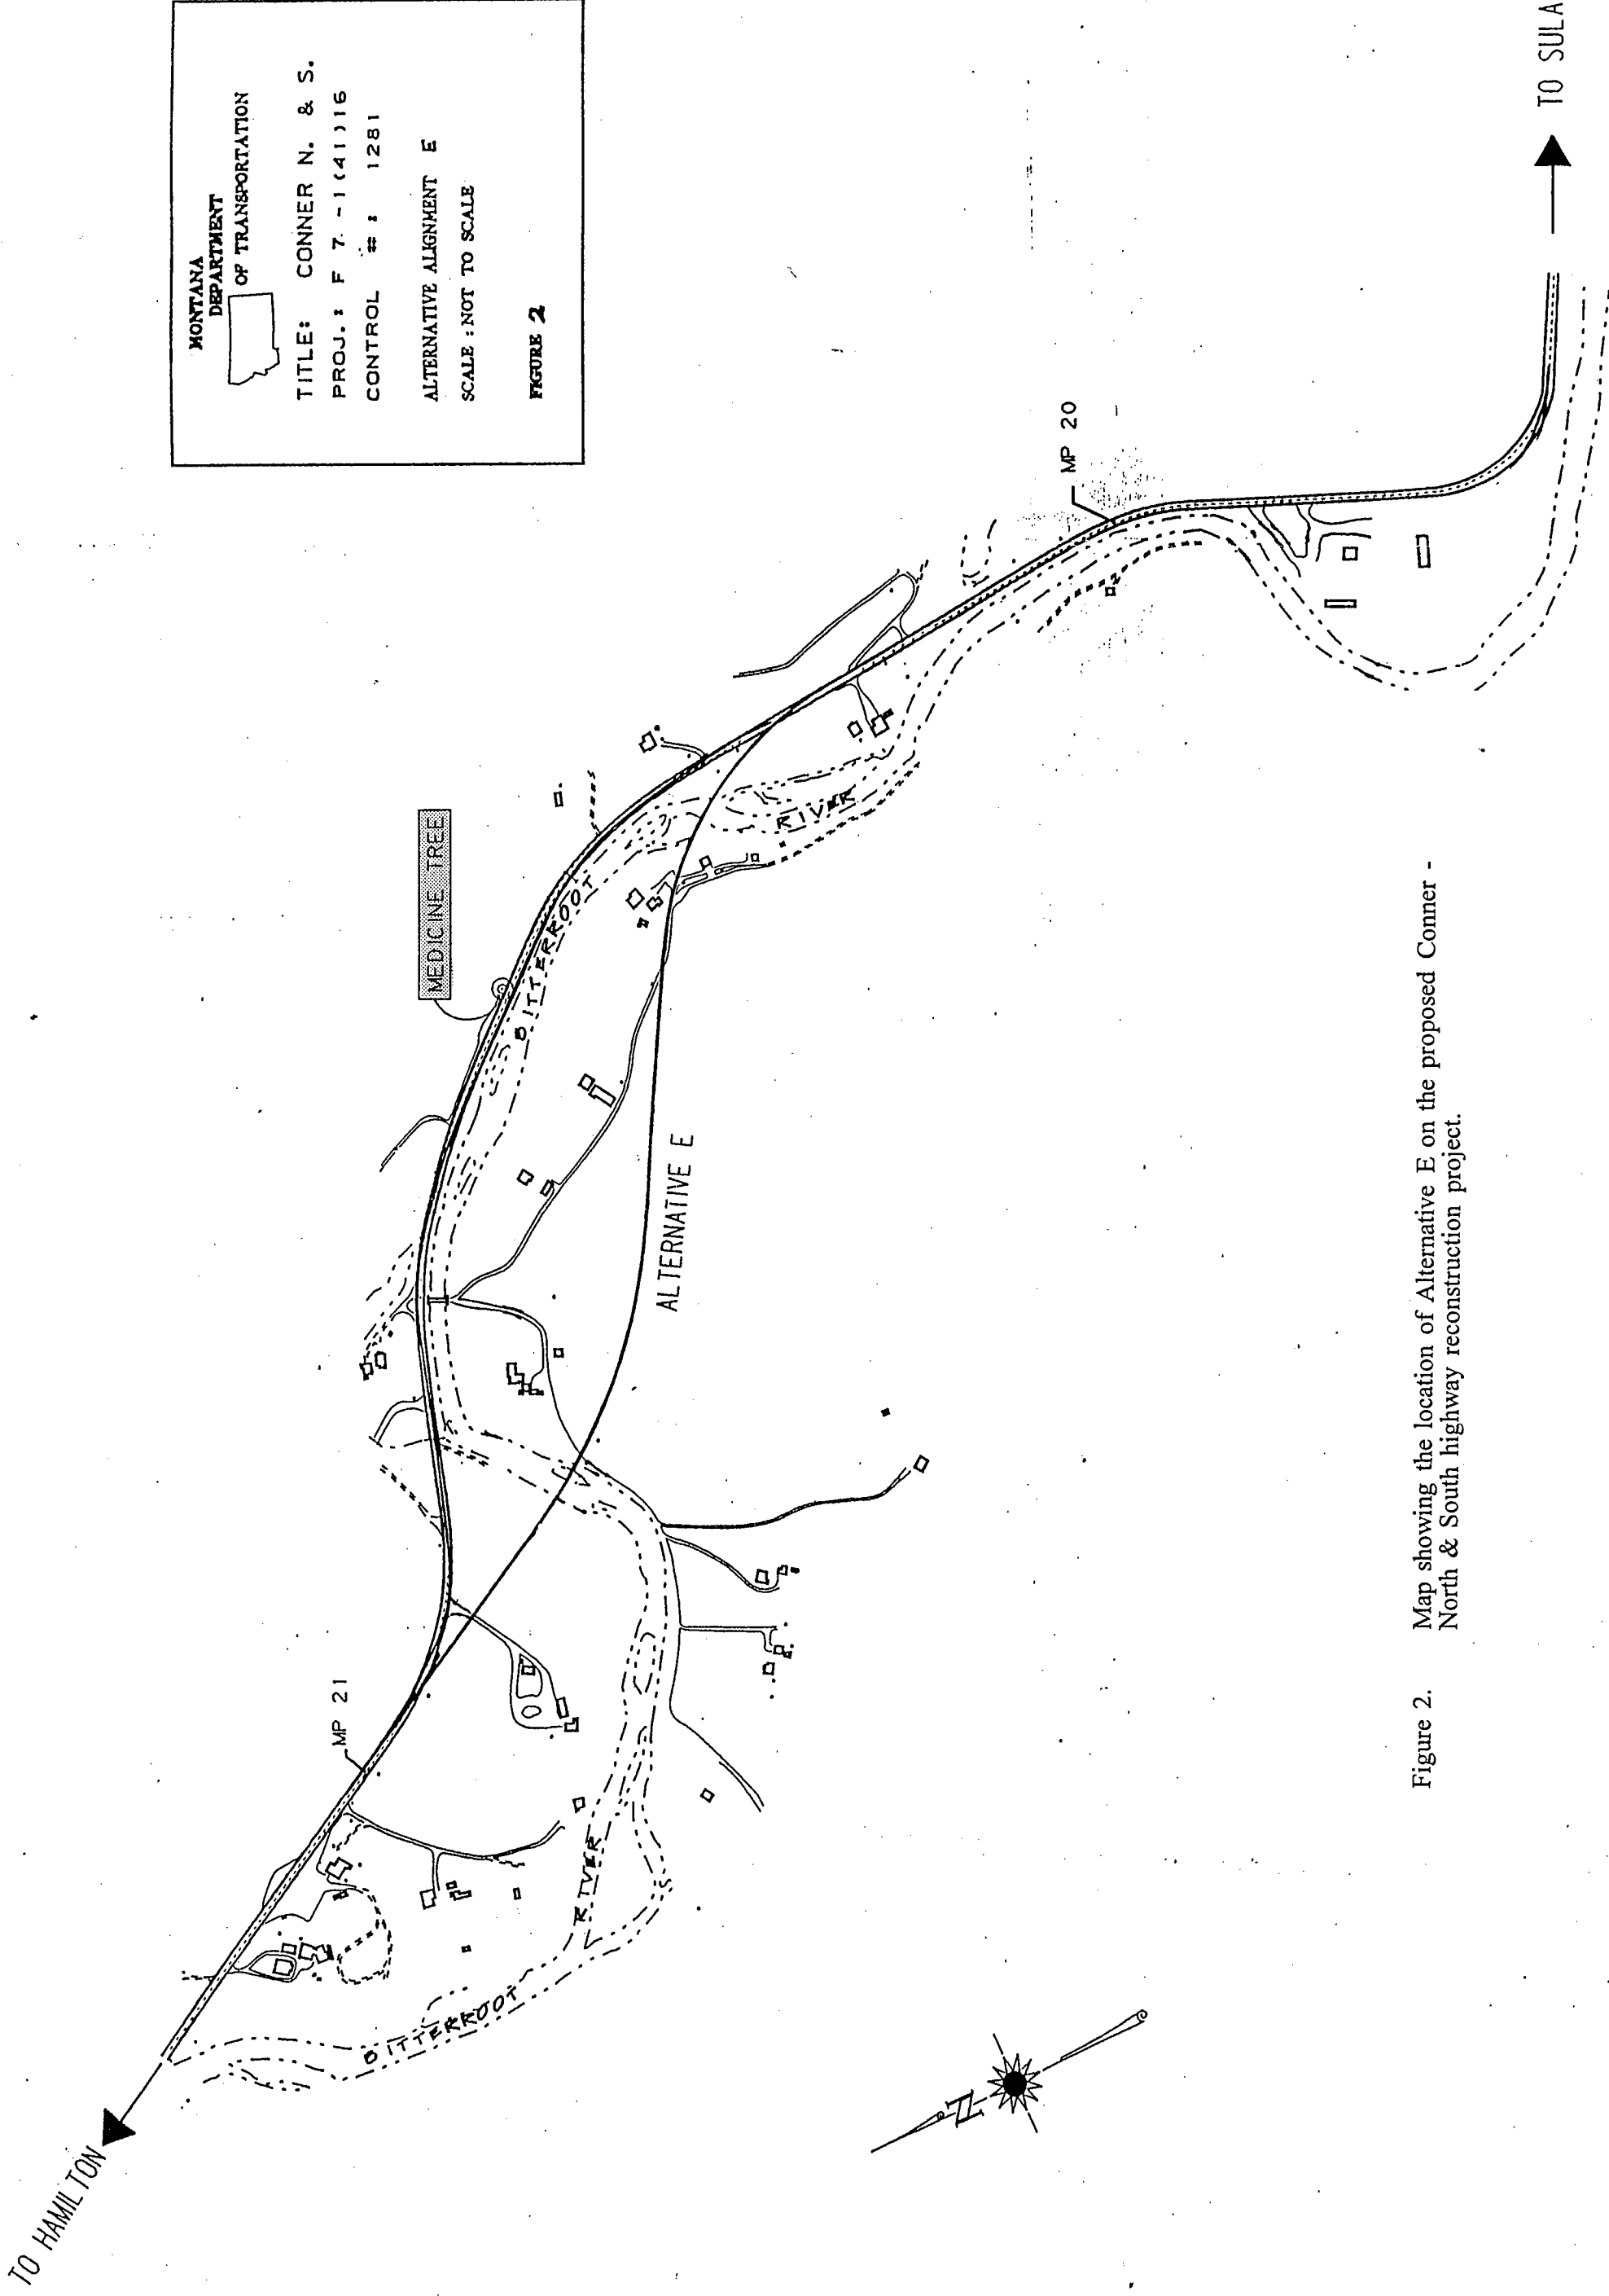 MONTANA
DEPARTMENT
OF TRANSPORTATION
TITLE: CONNER N. & S.
PROJ.: F 7-1(41)16
CONTROL #: 1281
ALTERNATIVE ALIGNMENT E
SCALE : NOT TO SCALE
FIGURE 2
TO HAMILTON
MP 21
MEDICINE TREE
MP 20
TO SULA
BITTERROOT
RIVER
BITTERROOT
RIVER
ALTERNATIVE E
N
Figure 2. Map showing the location of Alternative E on the proposed Conner -
North & South highway reconstruction project.